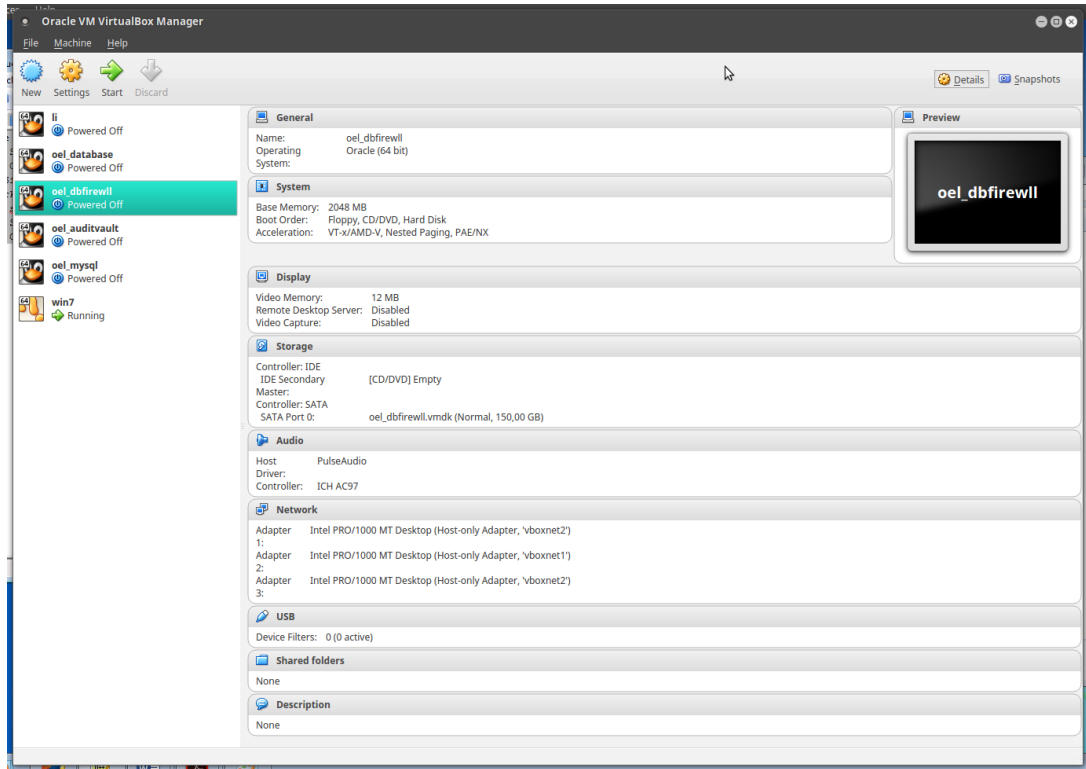 Oracle VM VirtualBox Manager
File Machine Help
New Settings Start Discard
Details Snapshots
li
Powered Off
oel_database
Powered Off
oel_dbfirewll
Powered Off
oel_auditvault
Powered Off
oel_mysql
Powered Off
win7
Running
General
Name: oel_dbfirewll
Operating Oracle (64 bit)
System:
Preview
oel_dbfirewll
System
Base Memory: 2048 MB
Boot Order: Floppy, CD/DVD, Hard Disk
Acceleration: VT-x/AMD-V, Nested Paging, PAE/NX
Display
Video Memory: 12 MB
Remote Desktop Server: Disabled
Video Capture: Disabled
Storage
Controller: IDE
IDE Secondary [CD/DVD] Empty
Master:
Controller: SATA
SATA Port 0: oel_dbfirewll.vmdk (Normal, 150,00 GB)
Audio
Host PulseAudio
Driver:
Controller: ICH AC97
Network
Adapter Intel PRO/1000 MT Desktop (Host-only Adapter, 'vboxnet2')
1:
Adapter Intel PRO/1000 MT Desktop (Host-only Adapter, 'vboxnet1')
2:
Adapter Intel PRO/1000 MT Desktop (Host-only Adapter, 'vboxnet2')
3:
USB
Device Filters: 0 (0 active)
Shared folders
None
Description
None